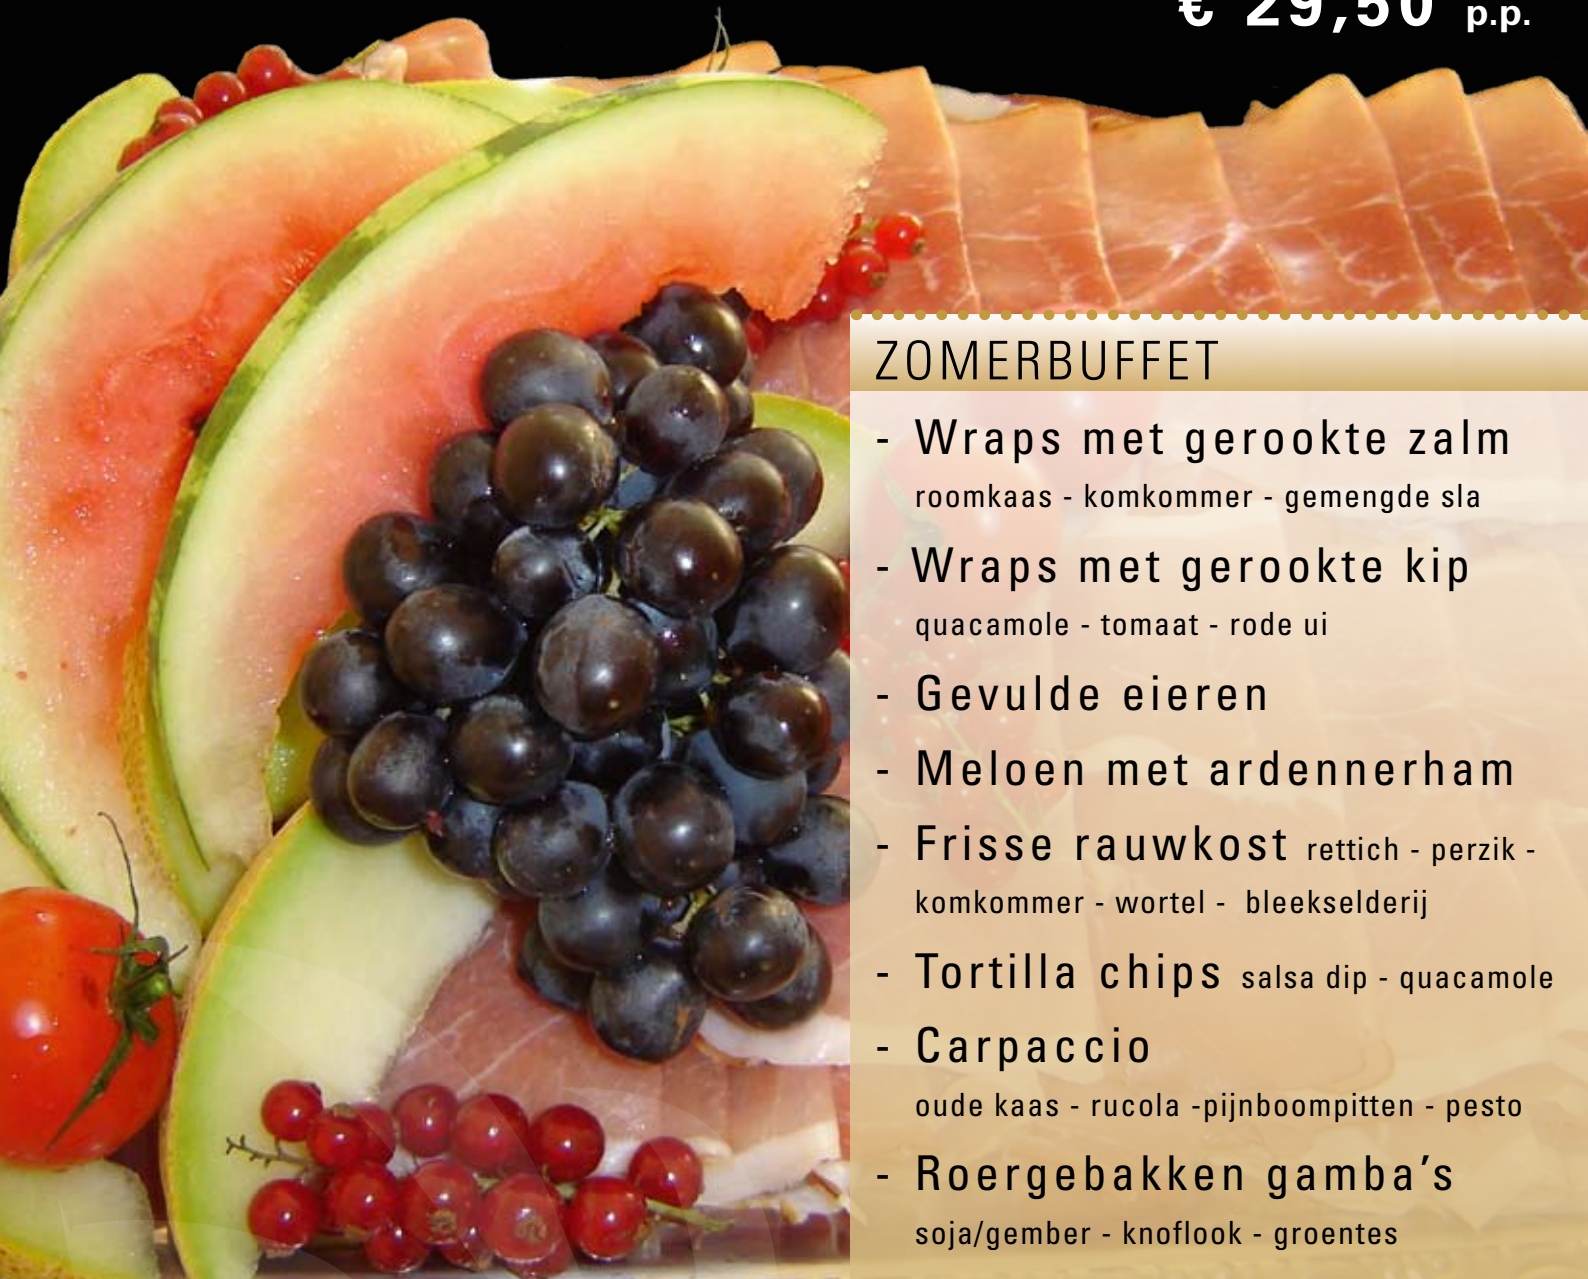 € 29,50 p.p.
ZOMERBUFFET
- Wraps met gerookte zalm
roomkaas - komkommer - gemengde sla
- Wraps met gerookte kip
quacamole - tomaat - rode ui
- Gevulde eieren
- Meloen met ardennerham
- Frisse rauwkost rettich - perzik -
komkommer - wortel - bleekselderij
- Tortilla chips salsa dip - quacamole
- Carpaccio
oude kaas - rucola -pijnboompitten - pesto
- Roergebakken gamba’s
soja/gember - knoflook - groentes